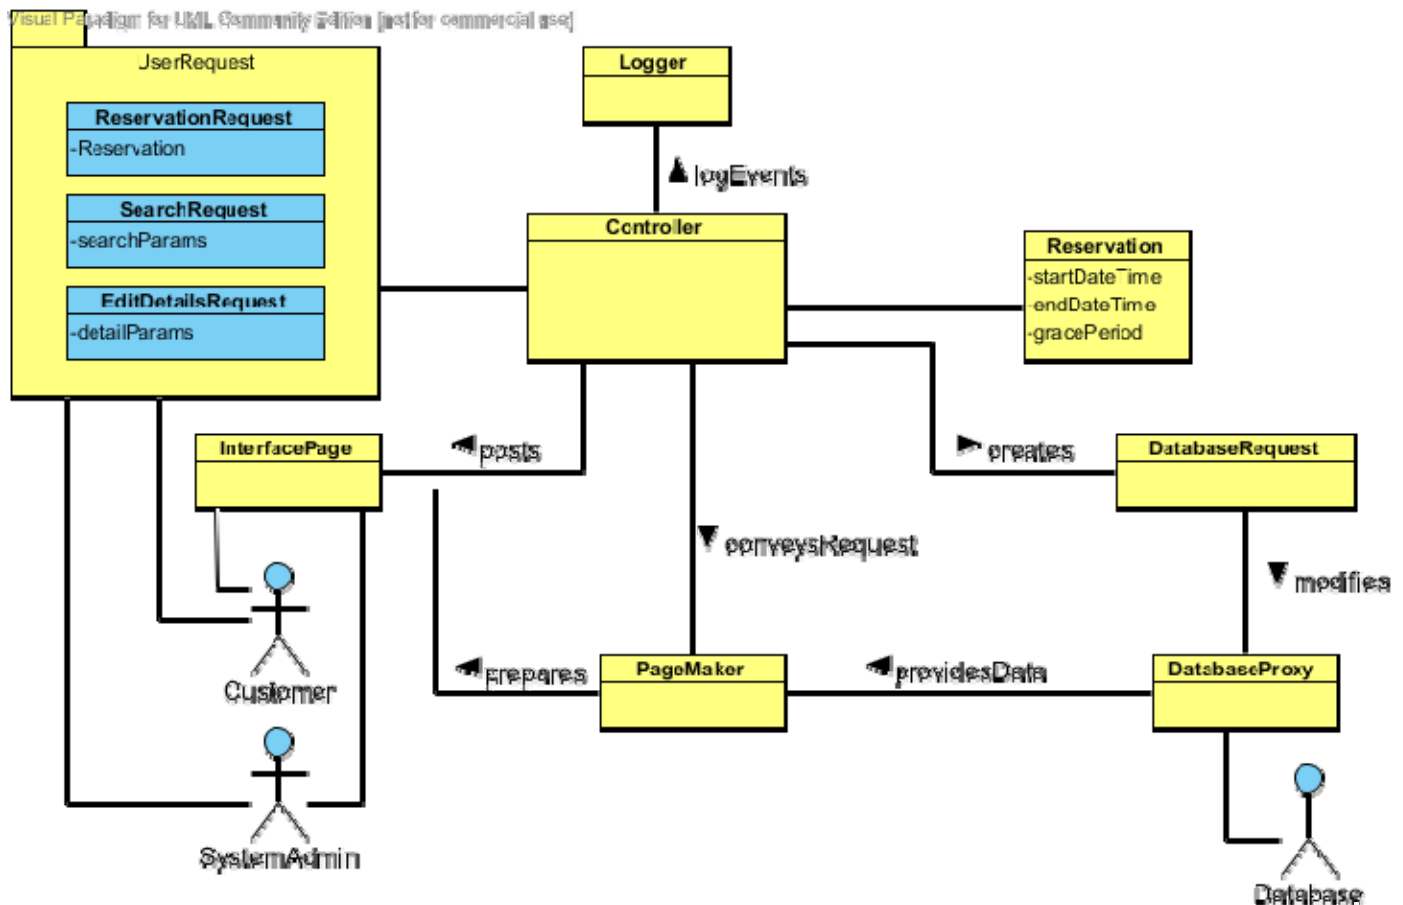 Visual Paradigm for UML Community Edition [not for commercial use]
UserRequest
ReservationRequest
-Reservation
SearchRequest
-searchParams
EditDetailsRequest
-detailParams
Logger
logEvents
Controller
Reservation
-startDateTime
-endDateTime
-gracePeriod
InterfacePage
posts
creates
DatabaseRequest
conveysRequest
modifies
Customer
prepares
PageMaker
providesData
DatabaseProxy
SystemAdmin
Database